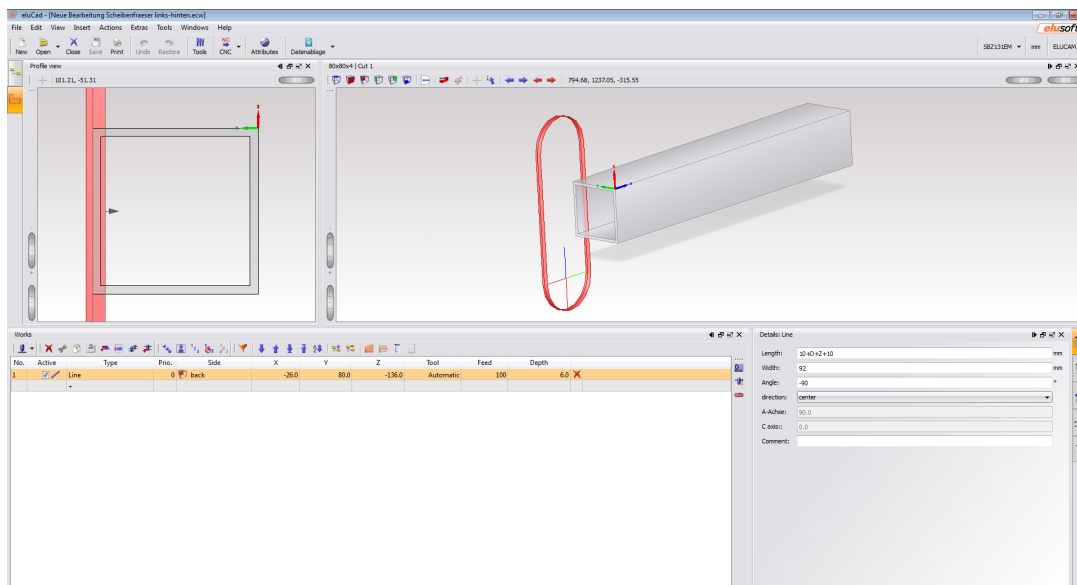 eluCad - [Neue Bearbeitung Scheibenfraeser links-hinten.ecw]
File Edit View Insert Actions Extras Tools Windows Help
elusoft
New Open Close Save Print Undo Restore Tools CNC Attributes Datenablage
SBZ131EM mm ELUCAM
Profile view
101.21, -51.31
80x80x4 | Cut 1
794.68, 1237.05, -315.55
Works
No. Active Type Prio. Side X Y Z Tool Feed Depth
1 Line 0 back -26.0 80.0 -136.0 Automatic 100 6.0
+
Details: Line
Length: 10+D+Z+10 mm
Width: 92 mm
Angle: -90 °
direction: center
A-Achse: 90.0
C axis:: 0.0
Comment: